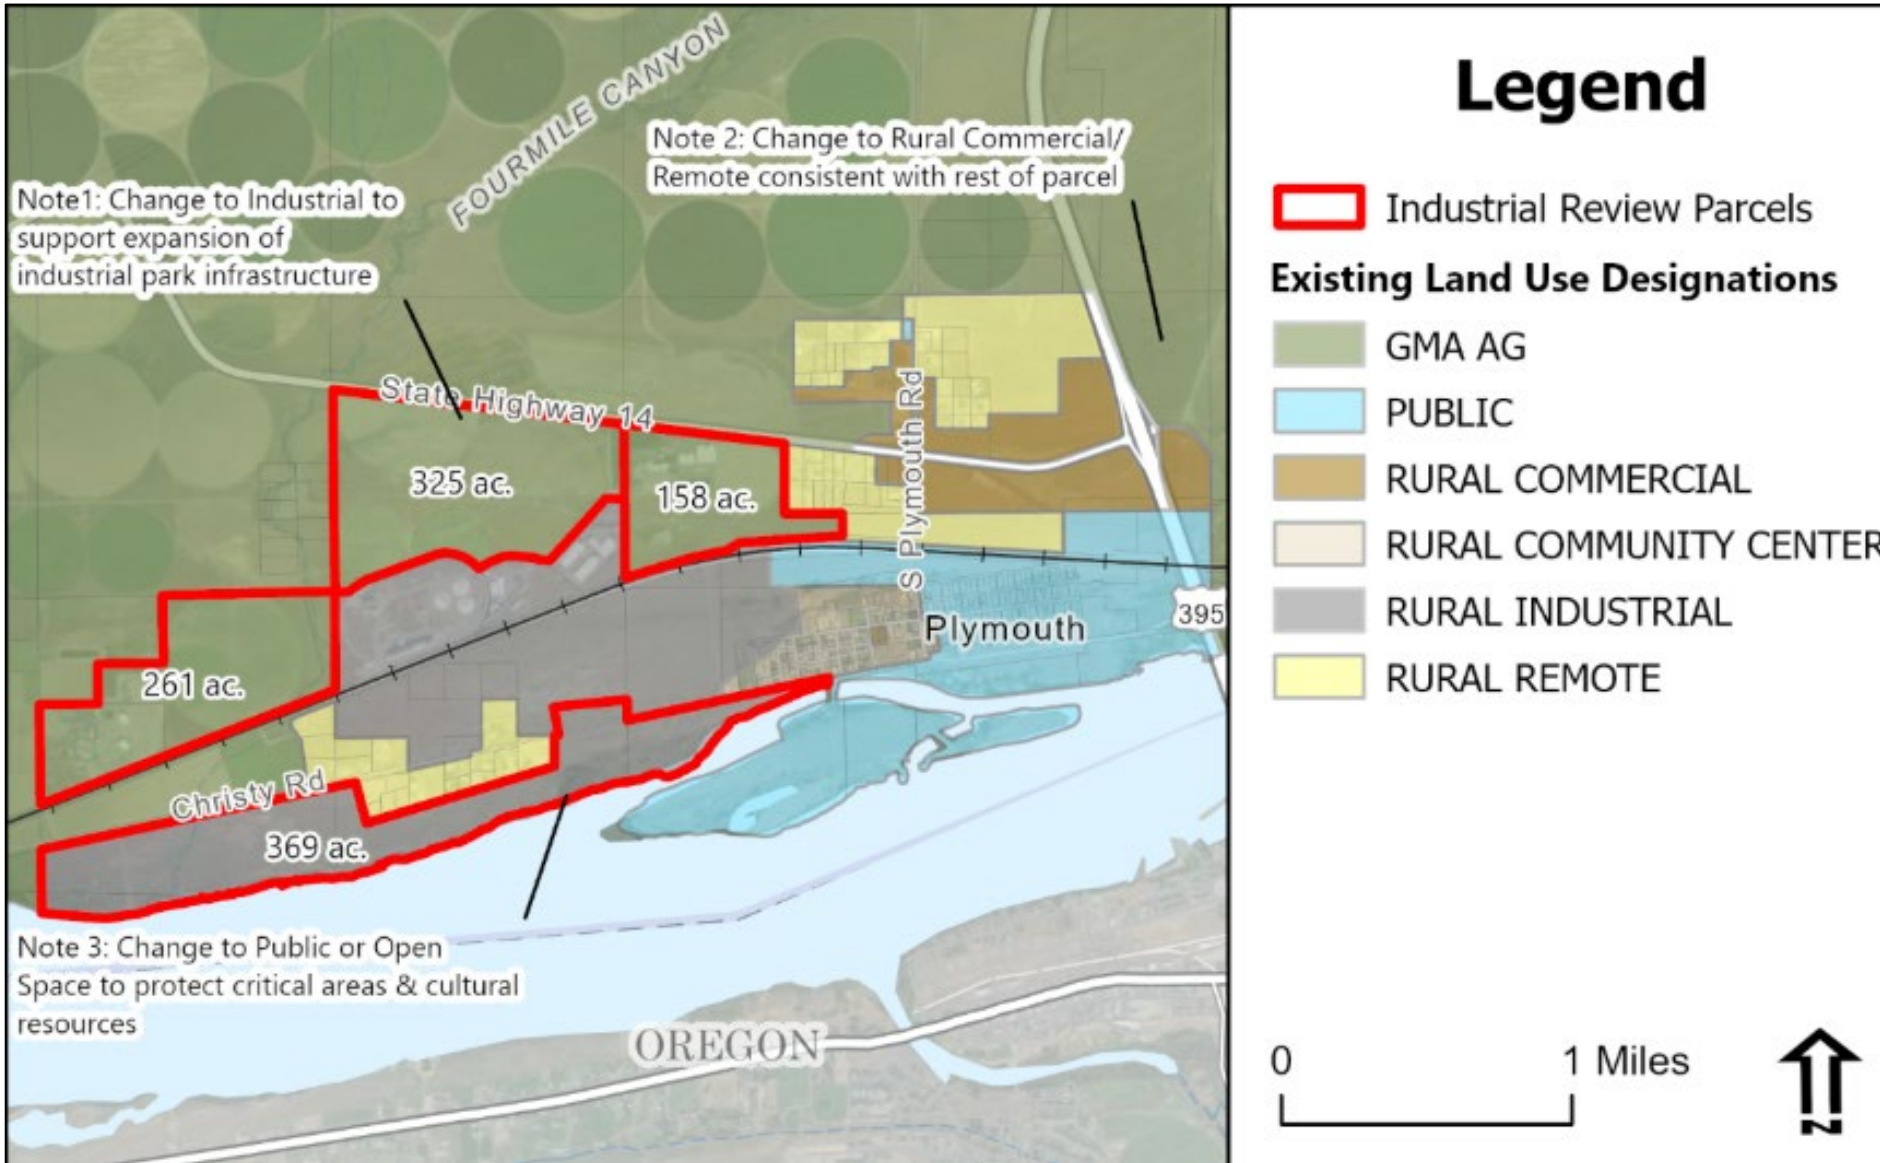 FOURMILE CANYON
Note 2: Change to Rural Commercial/
Remote consistent with rest of parcel
Note1: Change to Industrial to
support expansion of
industrial park infrastructure
State Highway 14
S Plymouth Rd
325 ac.
158 ac.
Plymouth
395
261 ac.
Christy Rd
369 ac.
Note 3: Change to Public or Open
Space to protect critical areas & cultural
resources
OREGON
Legend
Industrial Review Parcels
Existing Land Use Designations
GMA AG
PUBLIC
RURAL COMMERCIAL
RURAL COMMUNITY CENTER
RURAL INDUSTRIAL
RURAL REMOTE
0 1 Miles
N